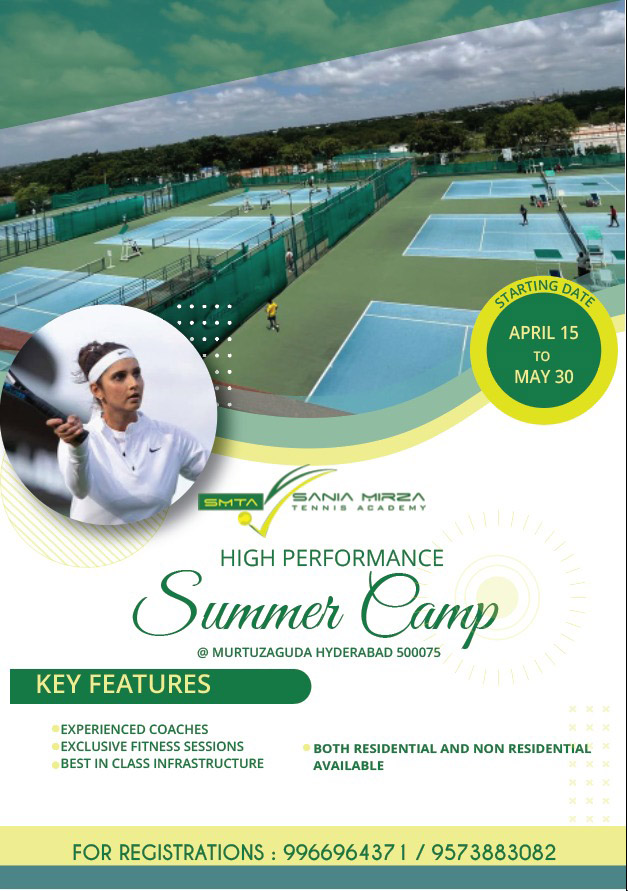 STARTING DATE
APRIL 15
TO
MAY 30
SMTA
SANIA MIRZA
TENNIS ACADEMY
HIGH PERFORMANCE
Summer Camp
@ MURTUZAGUDA HYDERABAD 500075
KEY FEATURES
EXPERIENCED COACHES
EXCLUSIVE FITNESS SESSIONS
BEST IN CLASS INFRASTRUCTURE
BOTH RESIDENTIAL AND NON RESIDENTIAL
AVAILABLE
FOR REGISTRATIONS : 9966964371 / 9573883082